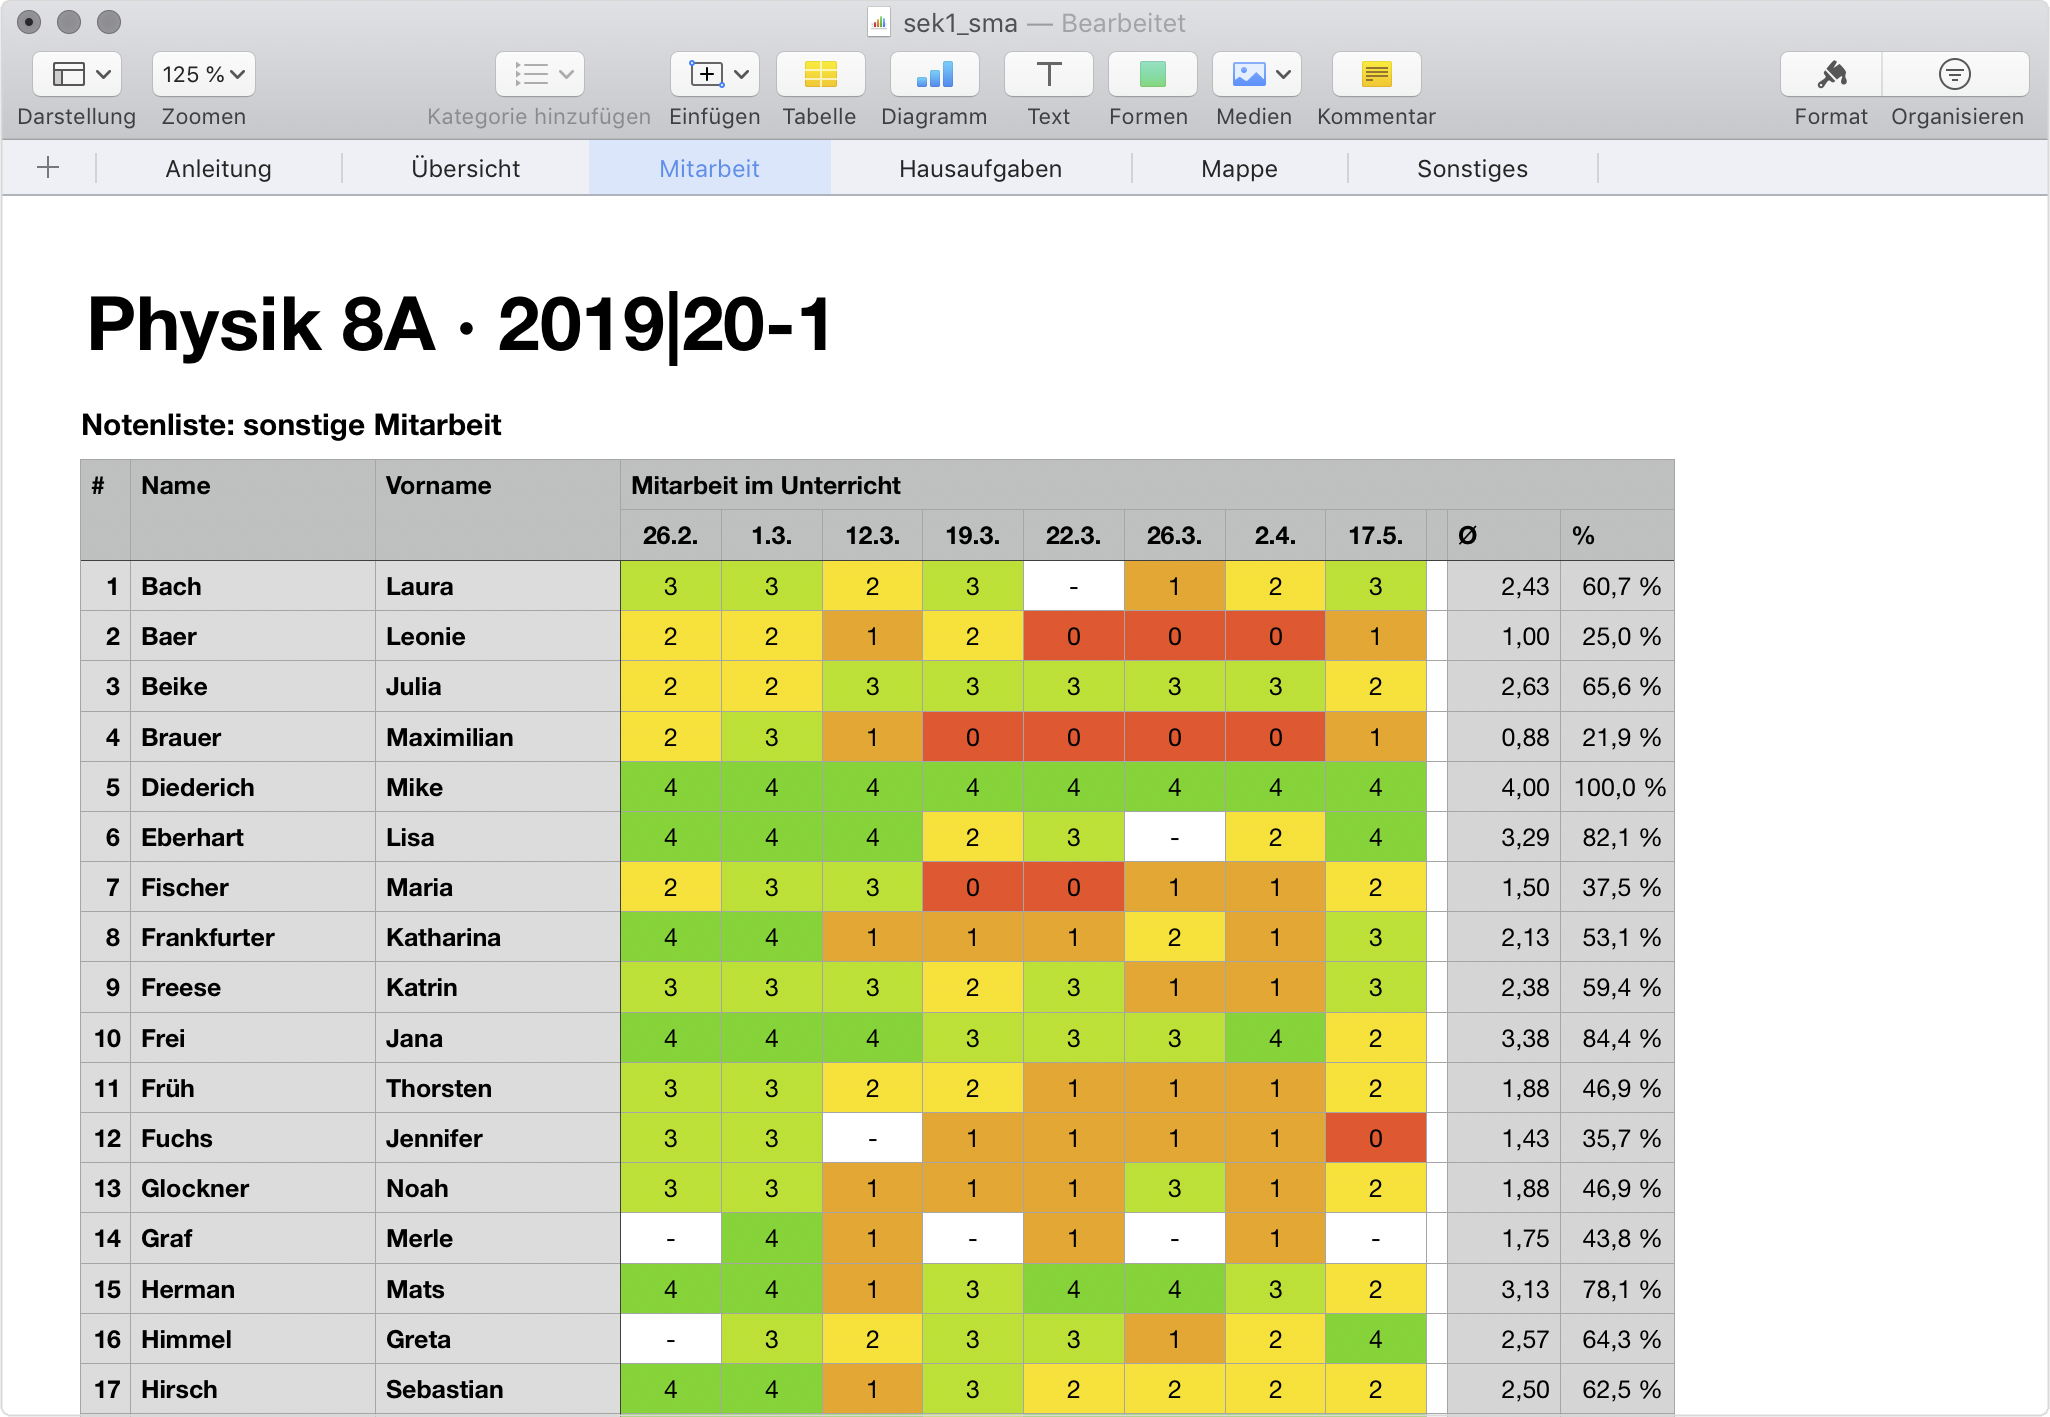 sek1_sma — Bearbeitet
125 %
Darstellung Zoomen Kategorie hinzufügen Einfügen Tabelle Diagramm Text Formen Medien Kommentar Format Organisieren
Anleitung Übersicht Mitarbeit Hausaufgaben Mappe Sonstiges
Physik 8A · 2019|20-1
Notenliste: sonstige Mitarbeit
# Name Vorname Mitarbeit im Unterricht
26.2. 1.3. 12.3. 19.3. 22.3. 26.3. 2.4. 17.5. Ø %
1 Bach Laura 3 3 2 3 - 1 2 3 2,43 60,7 %
2 Baer Leonie 2 2 1 2 0 0 0 1 1,00 25,0 %
3 Beike Julia 2 2 3 3 3 3 3 2 2,63 65,6 %
4 Brauer Maximilian 2 3 1 0 0 0 0 1 0,88 21,9 %
5 Diederich Mike 4 4 4 4 4 4 4 4 4,00 100,0 %
6 Eberhart Lisa 4 4 4 2 3 - 2 4 3,29 82,1 %
7 Fischer Maria 2 3 3 0 0 1 1 2 1,50 37,5 %
8 Frankfurter Katharina 4 4 1 1 1 2 1 3 2,13 53,1 %
9 Freese Katrin 3 3 3 2 3 1 1 3 2,38 59,4 %
10 Frei Jana 4 4 4 3 3 3 4 2 3,38 84,4 %
11 Früh Thorsten 3 3 2 2 1 1 1 2 1,88 46,9 %
12 Fuchs Jennifer 3 3 - 1 1 1 1 0 1,43 35,7 %
13 Glockner Noah 3 3 1 1 1 3 1 2 1,88 46,9 %
14 Graf Merle - 4 1 - 1 - 1 - 1,75 43,8 %
15 Herman Mats 4 4 1 3 4 4 3 2 3,13 78,1 %
16 Himmel Greta - 3 2 3 3 1 2 4 2,57 64,3 %
17 Hirsch Sebastian 4 4 1 3 2 2 2 2 2,50 62,5 %